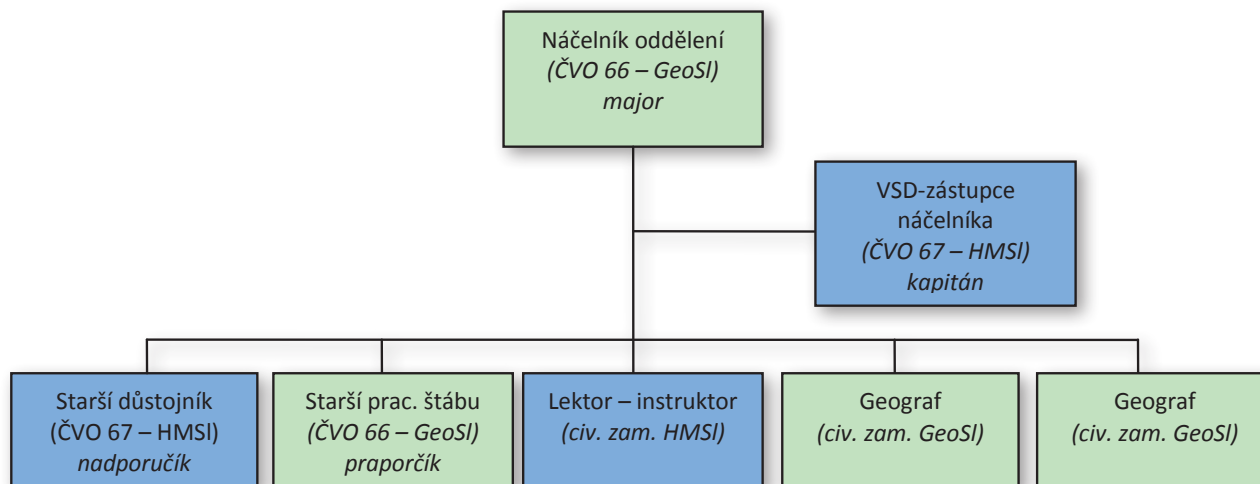 Náčelník oddělení
(ČVO 66 – GeoSl)
major
VSD-zástupce
náčelníka
(ČVO 67 – HMSl)
kapitán
Starší důstojník
(ČVO 67 – HMSl)
nadporučík
Starší prac. štábu
(ČVO 66 – GeoSl)
praporčík
Lektor – instruktor
(civ. zam. HMSl)
Geograf
(civ. zam. GeoSl)
Geograf
(civ. zam. GeoSl)